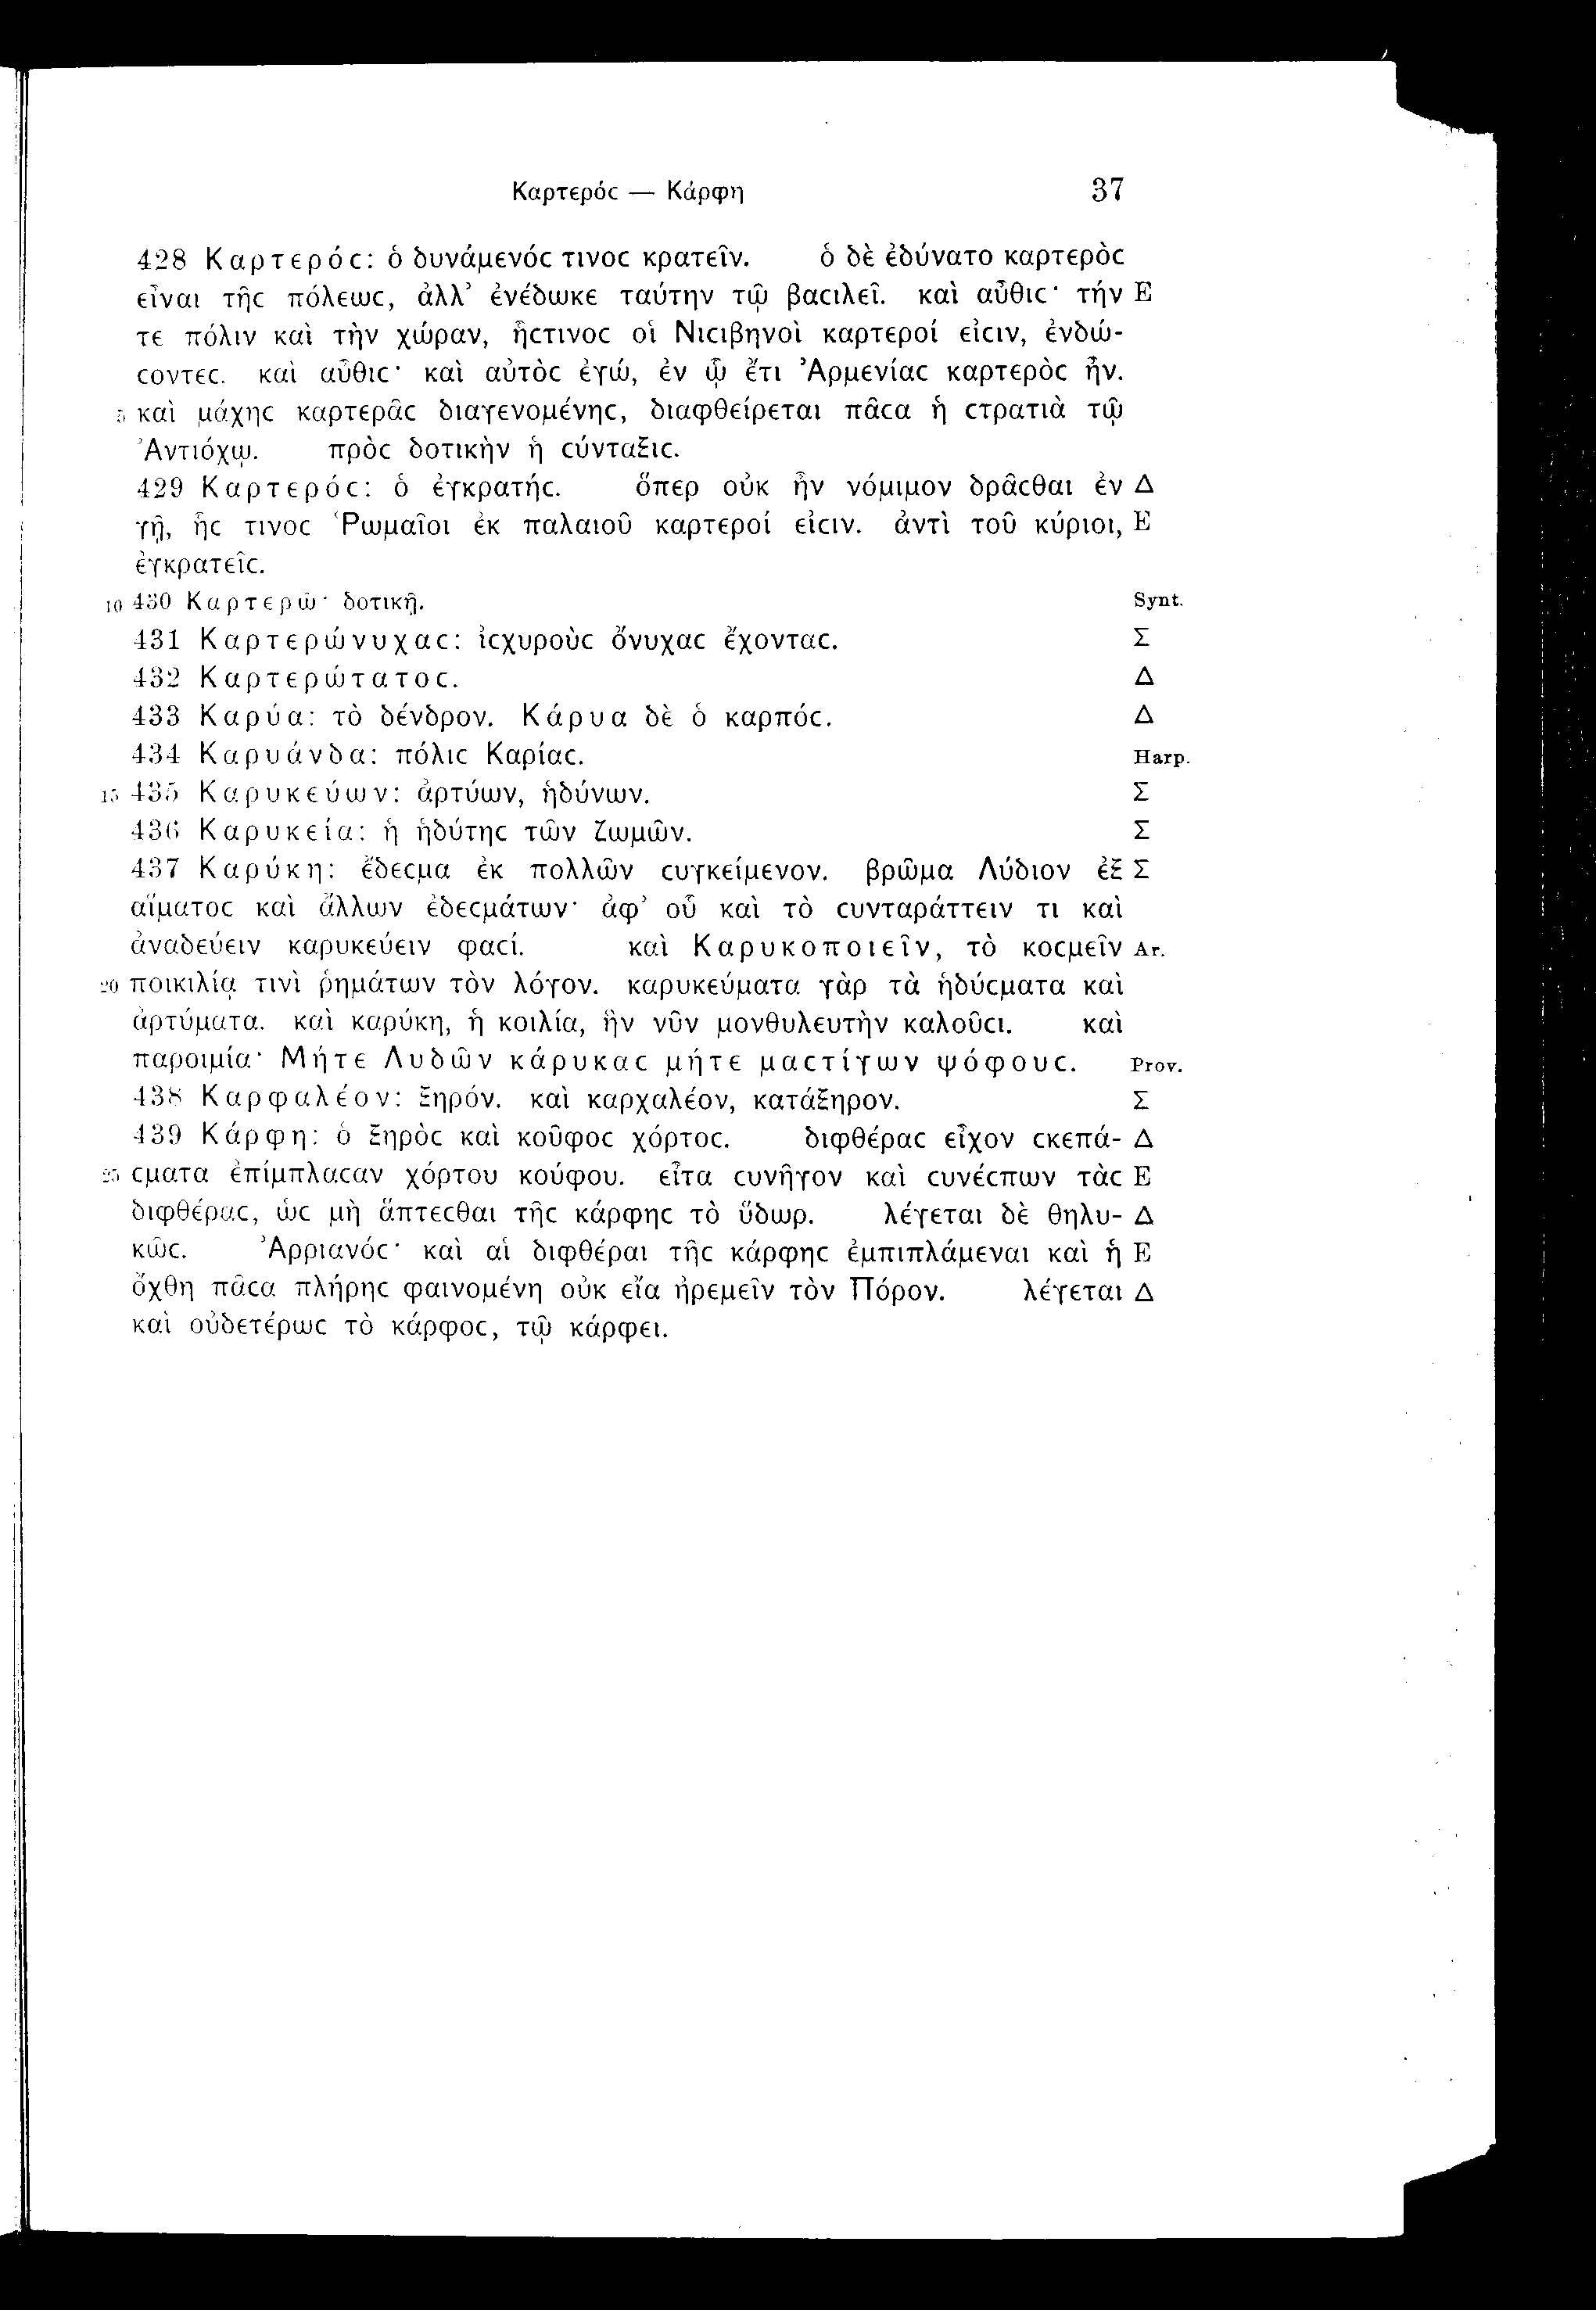 Καρτερόϲ — Κάρφη 37
428 Καρτερόϲ: ὁ δυνάμενόϲ τινοϲ κρατεῖν. ὁ δὲ ἐδύνατο καρτερὸϲ
εἶναι τῆϲ πόλεωϲ, ἀλλ’ ἐνέδωκε ταύτην τῷ βαϲιλεῖ. καὶ αὖθιϲ· τήν E
τε πόλιν καὶ τὴν χώραν, ἧϲτινοϲ οἱ Νιϲιβηνοὶ καρτεροί εἰϲιν, ἐνδώ-
ϲοντεϲ. καὶ αὖθιϲ· καὶ αὐτὸϲ ἐγώ, ἐν ᾧ ἔτι Ἀρμενίαϲ καρτερὸϲ ἦν.
5 καὶ μάχηϲ καρτερᾶϲ διαγενομένηϲ, διαφθείρεται πᾶϲα ἡ ϲτρατιὰ τῷ
Ἀντιόχῳ. πρὸϲ δοτικὴν ἡ ϲύνταξιϲ.
429 Καρτερόϲ: ὁ ἐγκρατήϲ. ὅπερ οὐκ ἦν νόμιμον δρᾶϲθαι ἐν Δ
γῇ, ἧϲ τινοϲ Ῥωμαῖοι ἐκ παλαιοῦ καρτεροί εἰϲιν. ἀντὶ τοῦ κύριοι, E
ἐγκρατεῖϲ.
10 430 Καρτερῶ· δοτικῇ. Synt.
431 Καρτερώνυχαϲ: ἰϲχυροὺϲ ὄνυχαϲ ἔχονταϲ. Σ
432 Καρτερώτατοϲ. Δ
433 Καρύα: τὸ δένδρον. Κάρυα δὲ ὁ καρπόϲ. Δ
434 Καρυάνδα: πόλιϲ Καρίαϲ. Harp.
15 435 Καρυκεύων: ἀρτύων, ἡδύνων. Σ
436 Καρυκεία: ἡ ἡδύτηϲ τῶν ζωμῶν. Σ
437 Καρύκη: ἔδεϲμα ἐκ πολλῶν ϲυγκείμενον. βρῶμα Λύδιον ἐξ Σ
αἵματοϲ καὶ ἄλλων ἐδεϲμάτων· ἀφ’ οὗ καὶ τὸ ϲυνταράττειν τι καὶ
ἀναδεύειν καρυκεύειν φαϲί. καὶ Καρυκοποιεῖν, τὸ κοϲμεῖν Ar.
20 ποικιλίᾳ τινὶ ῥημάτων τὸν λόγον. καρυκεύματα γὰρ τὰ ἡδύϲματα καὶ
ἀρτύματα. καὶ καρύκη, ἡ κοιλία, ἣν νῦν μονθυλευτὴν καλοῦϲι. καὶ
παροιμία· Μήτε Λυδῶν κάρυκαϲ μήτε μαϲτίγων ψόφουϲ. Prov.
438 Καρφαλέον: ξηρόν. καὶ καρχαλέον, κατάξηρον. Σ
439 Κάρφη: ὁ ξηρὸϲ καὶ κοῦφοϲ χόρτοϲ. διφθέραϲ εἶχον ϲκεπά- Δ
25 ϲματα ἐπίμπλαϲαν χόρτου κούφου. εἶτα ϲυνῆγον καὶ ϲυνέϲπων τὰϲ E
διφθέραϲ, ὡϲ μὴ ἅπτεϲθαι τῆϲ κάρφηϲ τὸ ὕδωρ. λέγεται δὲ θηλυ- Δ
κῶϲ. Ἀρριανόϲ· καὶ αἱ διφθέραι τῆϲ κάρφηϲ ἐμπιπλάμεναι καὶ ἡ E
ὄχθη πᾶϲα πλήρηϲ φαινομένη οὐκ εἴα ἠρεμεῖν τὸν Πόρον. λέγεται Δ
καὶ οὐδετέρωϲ τὸ κάρφοϲ, τῷ κάρφει.